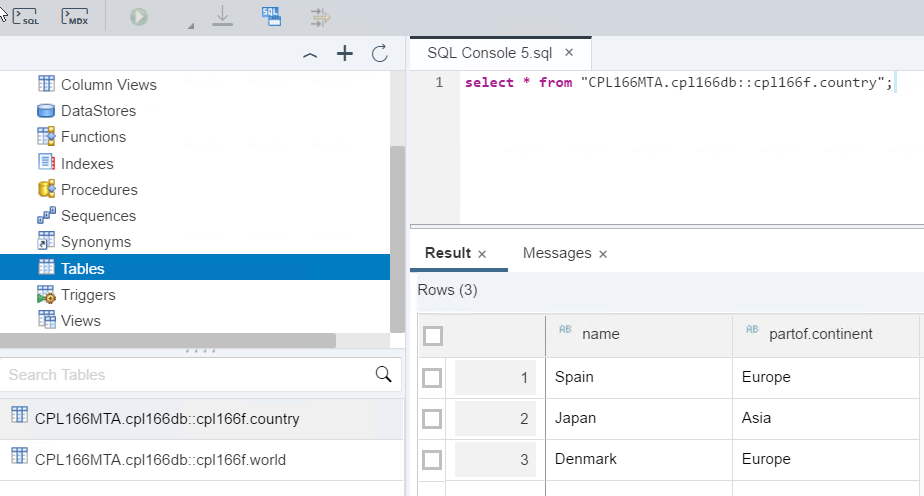 SQL MDX SQL
Column Views
DataStores
Functions
Indexes
Procedures
Sequences
Synonyms
Tables
Triggers
Views
Search Tables
CPL166MTA.cpl166db::cpl166f.country
CPL166MTA.cpl166db::cpl166f.world
SQL Console 5.sql ×
1 select * from "CPL166MTA.cpl166db::cpl166f.country";
Result × Messages ×
Rows (3)
AB name AB partof.continent
1 Spain Europe
2 Japan Asia
3 Denmark Europe